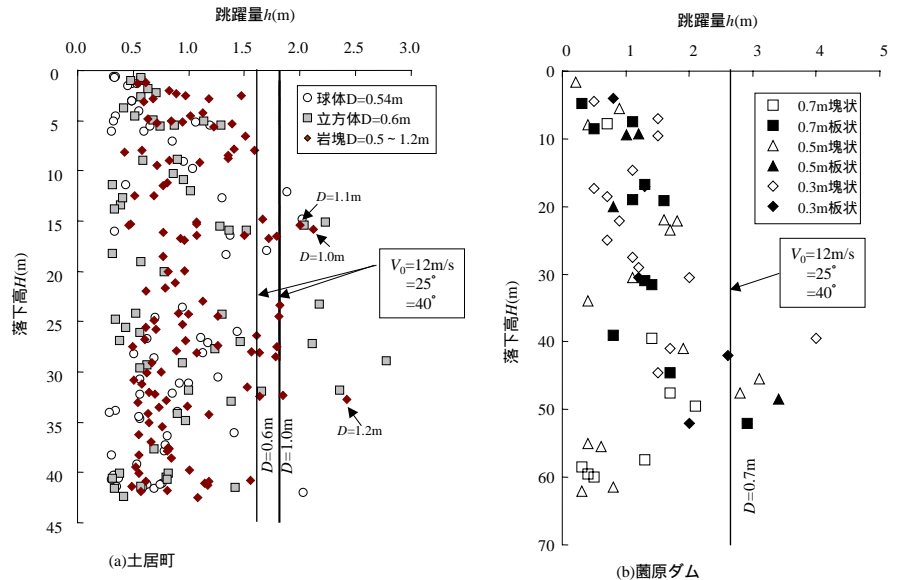 跳躍量h(m)
0.0 0.5 1.0 1.5 2.0 2.5 3.0
0
5
10
15
20
25
30
35
40
45
落下高H(m)
球体D=0.54m
立方体D=0.6m
岩塊D=0.5~1.2m
D=1.1m
D=1.0m
V0=12m/s
=25°
=40°
D=1.2m
D=0.6m
D=1.0m
(a)土居町
跳躍量h(m)
0 1 2 3 4 5
0
10
20
30
40
50
60
70
落下高H(m)
0.7m塊状
0.7m板状
0.5m塊状
0.5m板状
0.3m塊状
0.3m板状
V0=12m/s
=25°
=40°
D=0.7m
(b)薗原ダム